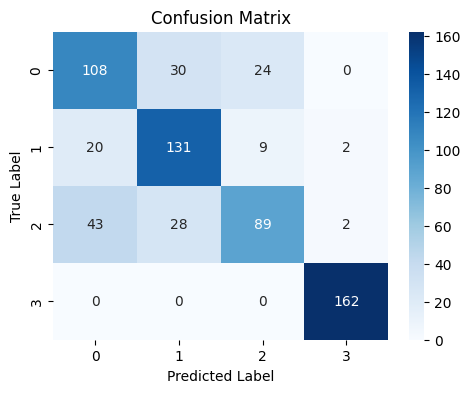 Confusion Matrix
True Label
0 108 30 24 0
1 20 131 9 2
2 43 28 89 2
3 0 0 0 162
0 1 2 3
Predicted Label
160
140
120
100
80
60
40
20
0